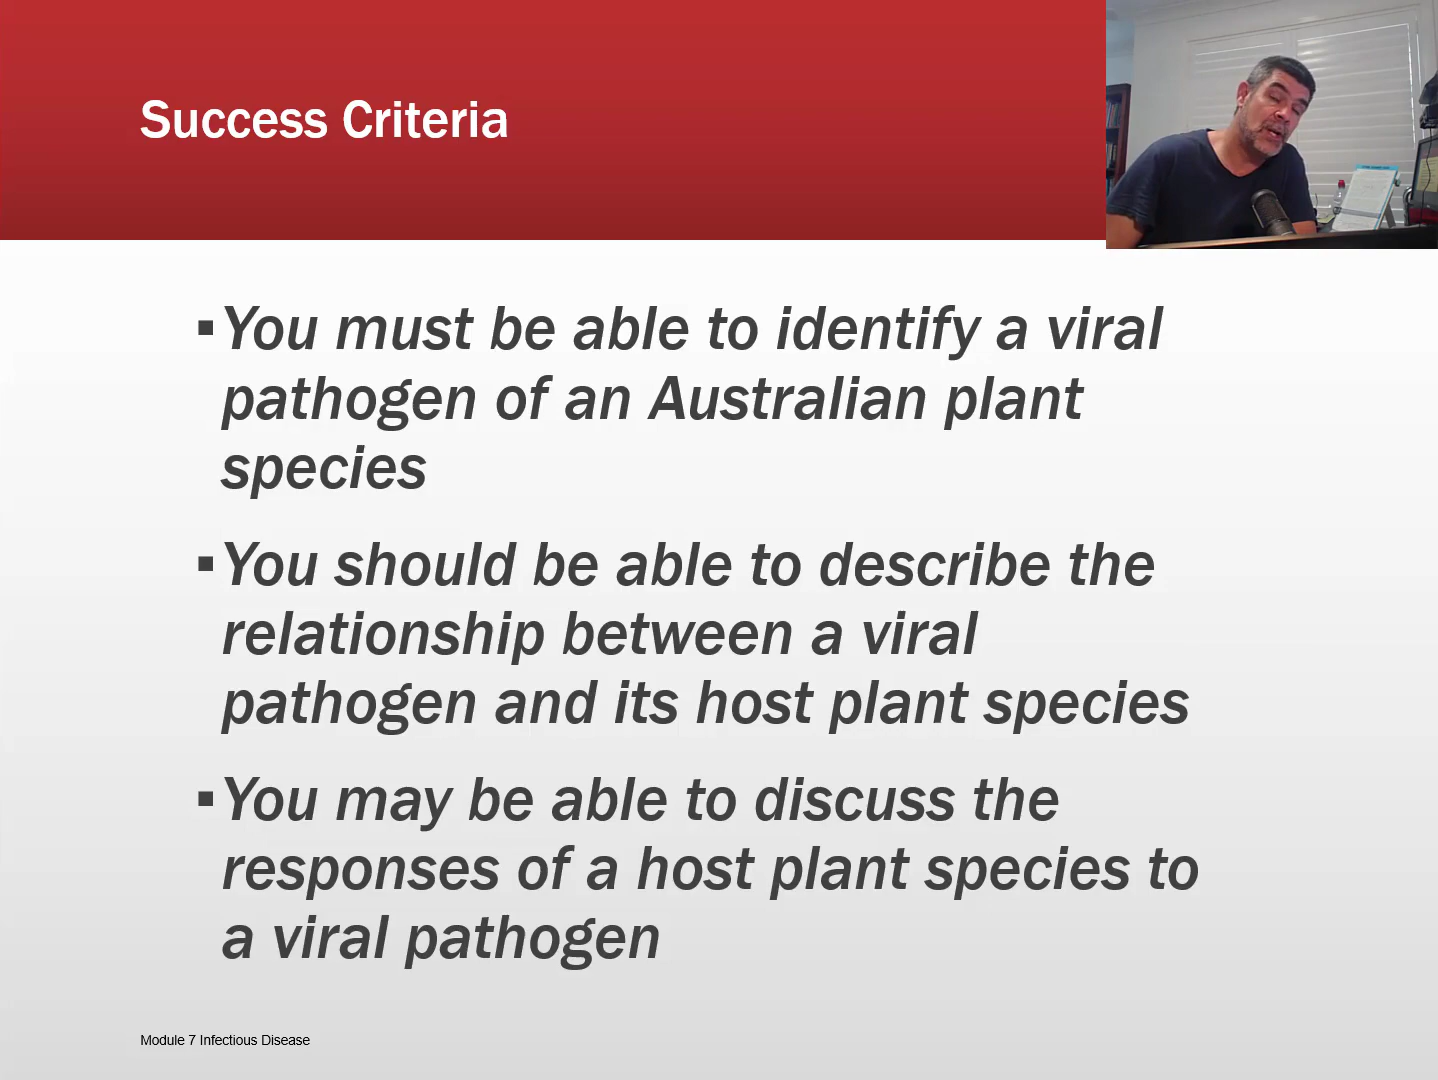 Success Criteria
▪You must be able to identify a viral
pathogen of an Australian plant
species
▪You should be able to describe the
relationship between a viral
pathogen and its host plant species
▪You may be able to discuss the
responses of a host plant species to
a viral pathogen
Module 7 Infectious Disease